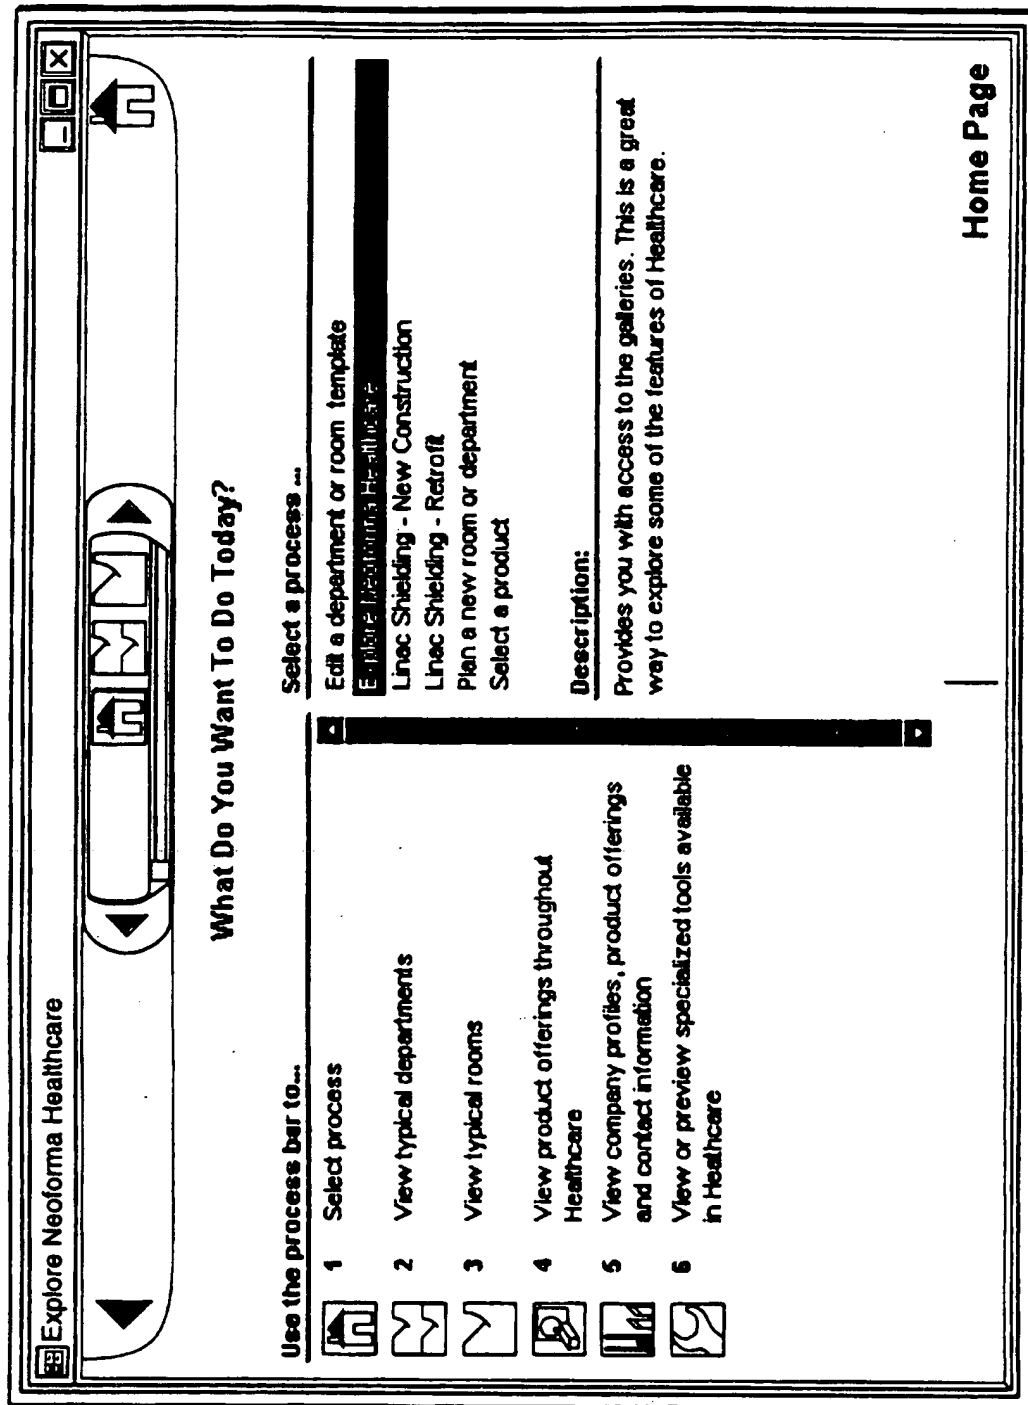 Explore Neoforma Healthcare
What Do You Want To Do Today?
Use the process bar to...
1 Select process
2 View typical departments
3 View typical rooms
4 View product offerings throughout
Healthcare
5 View company profiles, product offerings
and contact information
6 View or preview specialized tools available
in Healthcare
Select a process ...
Edit a department or room template
Explore Neoforma Healthcare
Linac Shielding - New Construction
Linac Shielding - Retrofit
Plan a new room or department
Select a product
Description:
Provides you with access to the galleries. This is a great
way to explore some of the features of Healthcare.
Home Page